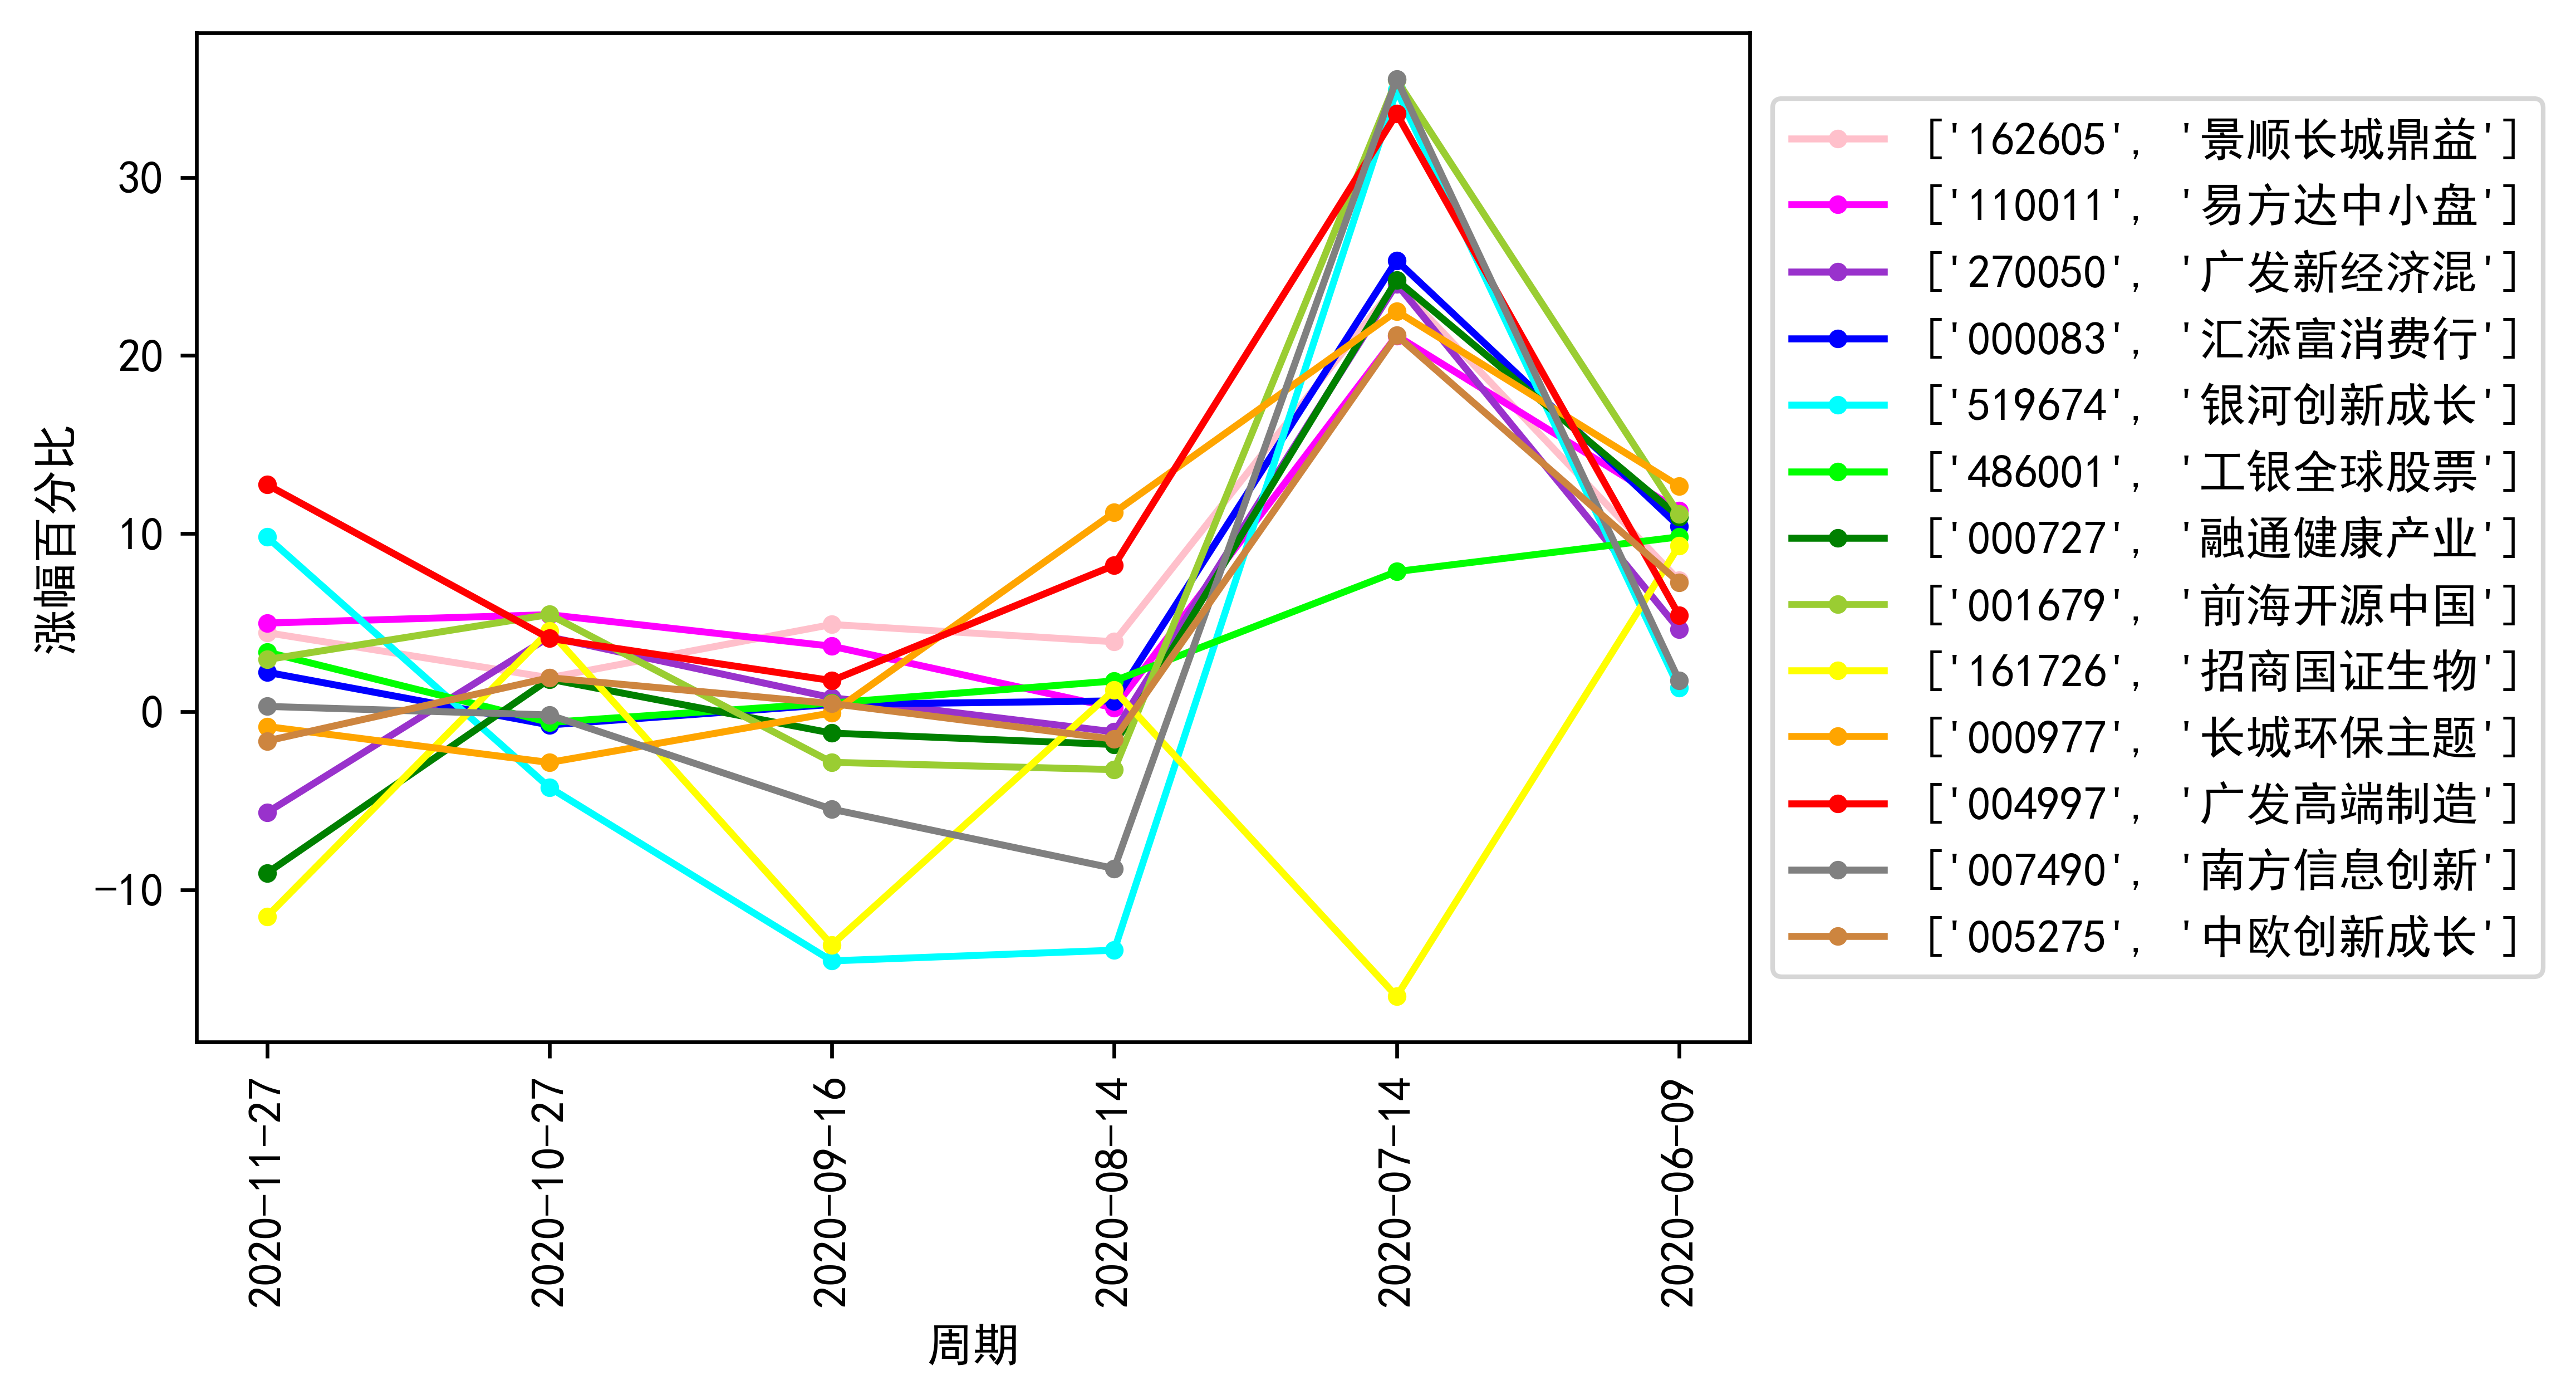 涨幅百分比
30
20
10
0
-10
2020-11-27
2020-10-27
2020-09-16
2020-08-14
2020-07-14
2020-06-09
周期
['162605', '景顺长城鼎益']
['110011', '易方达中小盘']
['270050', '广发新经济混']
['000083', '汇添富消费行']
['519674', '银河创新成长']
['486001', '工银全球股票']
['000727', '融通健康产业']
['001679', '前海开源中国']
['161726', '招商国证生物']
['000977', '长城环保主题']
['004997', '广发高端制造']
['007490', '南方信息创新']
['005275', '中欧创新成长']